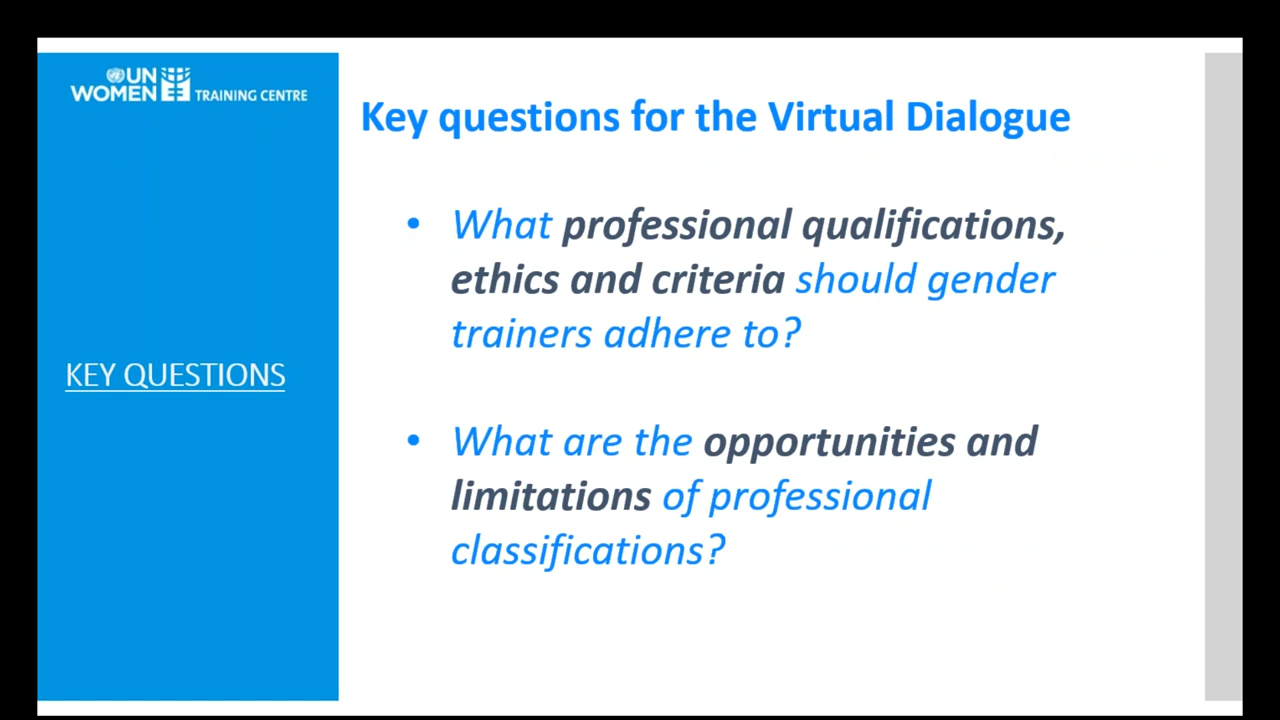 UN
WOMEN TRAINING CENTRE
KEY QUESTIONS
Key questions for the Virtual Dialogue
• What professional qualifications,
ethics and criteria should gender
trainers adhere to?
• What are the opportunities and
limitations of professional
classifications?